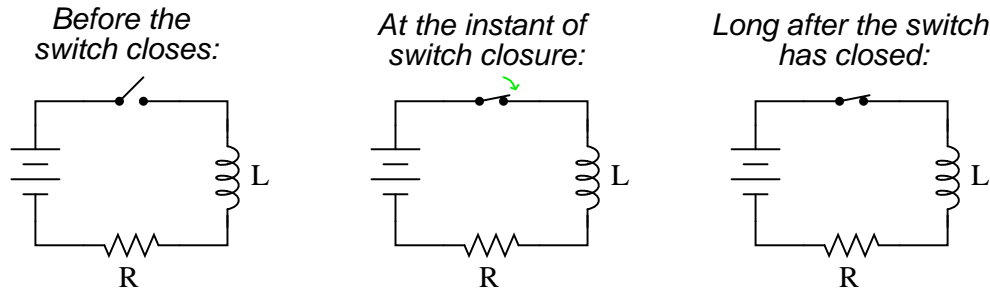 Before the
switch closes:
L
R
At the instant of
switch closure:
L
R
Long after the switch
has closed:
L
R